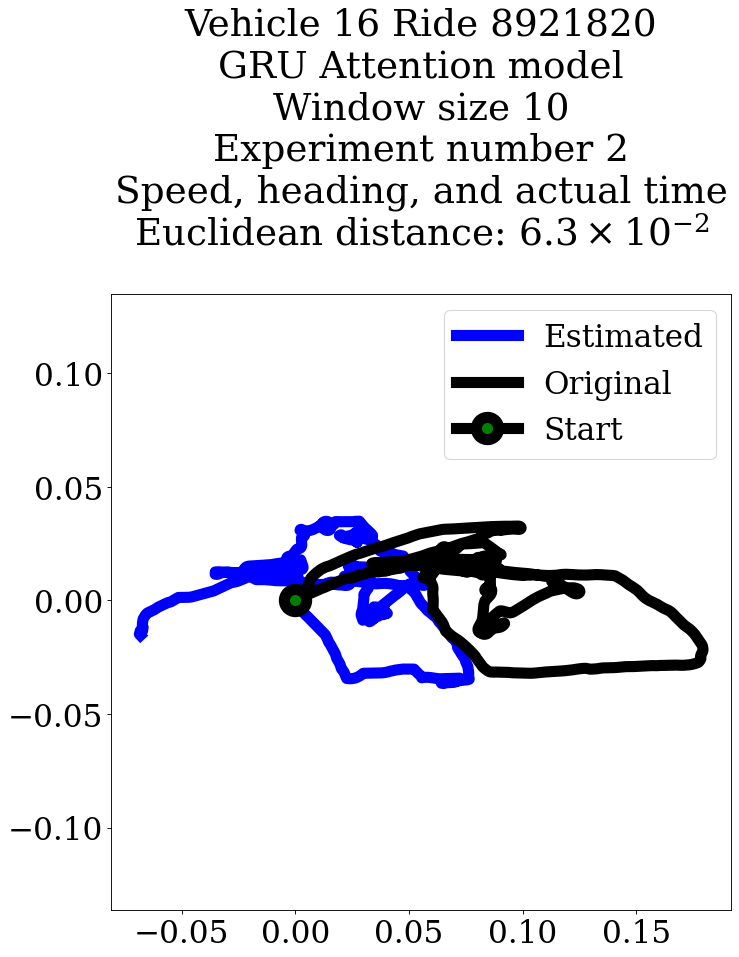 Vehicle 16 Ride 8921820
GRU Attention model
Window size 10
Experiment number 2
Speed, heading, and actual time
Euclidean distance: 6.3 × 10⁻²
Estimated
Original
Start
0.10
0.05
0.00
−0.05
−0.10
−0.05 0.00 0.05 0.10 0.15